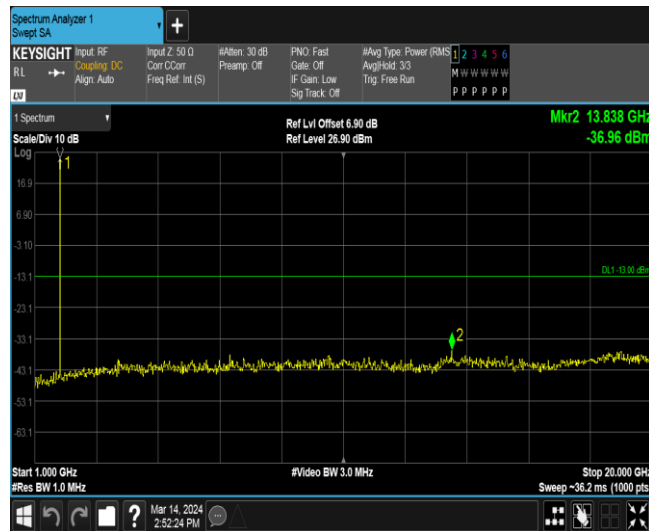 Spectrum Analyzer 1
Swept SA
KEYSIGHT
RL
LXI
Input: RF
Coupling: DC
Align: Auto
Input Z: 50 Ω
Corr CCorr
Freq Ref: Int (S)
#Atten: 30 dB
Preamp: Off
PNO: Fast
Gate: Off
IF Gain: Low
Sig Track: Off
#Avg Type: Power (RMS
Avg|Hold: 3/3
Trig: Free Run
1 2 3 4 5 6
M W W W W W
P P P P P P
1 Spectrum
Scale/Div 10 dB
Ref Lvl Offset 6.90 dB
Ref Level 26.90 dBm
Mkr2 13.838 GHz
-36.96 dBm
Log
1
16.9
6.90
-3.10
-13.1
DL1 -13.00 dBm
-23.1
-33.1
2
-43.1
-53.1
-63.1
Start 1.000 GHz
#Video BW 3.0 MHz
Stop 20.000 GHz
#Res BW 1.0 MHz
Sweep ~36.2 ms (1000 pts
?
Mar 14, 2024
2:52:24 PM